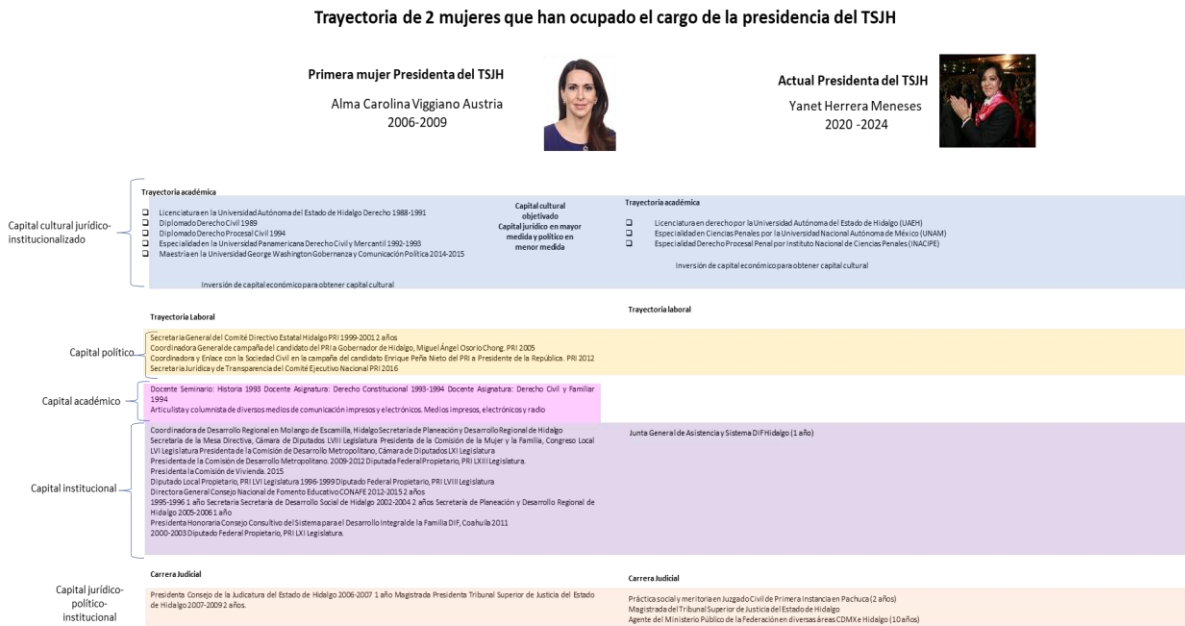 Trayectoria de 2 mujeres que han ocupado el cargo de la presidencia del TSJH
Primera mujer Presidenta del TSJH
Alma Carolina Viggiano Austria
2006-2009
Actual Presidenta del TSJH
Yanet Herrera Meneses
2020 -2024
Capital cultural jurídico-
institucionalizado
Trayectoria académica
Licenciatura en la Universidad Autónoma del Estado de Hidalgo Derecho 1988-1991
Diplomado Derecho Civil 1989
Diplomado Derecho Procesal Civil 1994
Especialidad en la Universidad Panamericana Derecho Civil y Mercantil 1992-1993
Maestria en la Universidad George Washington Gobernanza y Comunicación Política 2014-2015
Inversión de capital económico para obtener capital cultural
Capital cultural
objetivado
Capital jurídico en mayor
medida y político en
menor medida
Trayectoria académica
Licenciatura en derecho por la Universidad Autónoma del Estado de Hidalgo (UAEH)
Especialidad en Ciencias Penales por la Universidad Nacional Autónoma de México (UNAM)
Especialidad Derecho Procesal Penal por Instituto Nacional de Ciencias Penales (INACIPE)
Inversión de capital económico para obtener capital cultural
Trayectoria Laboral
Trayectoria laboral
Capital político
Secretaria General del Comité Directivo Estatal Hidalgo PRI 1999-2001 2 años
Coordinadora General de campaña del candidato del PRI a Gobernador de Hidalgo, Miguel Ángel Osorio Chong. PRI 2005
Coordinadora y Enlace con la Sociedad Civil en la campaña del candidato Enrique Peña Nieto del PRI a Presidente de la República. PRI 2012
Secretaria Jurídica y de Transparencia del Comité Ejecutivo Nacional PRI 2016
Capital académico
Docente Seminario: Historia 1993 Docente Asignatura: Derecho Constitucional 1993-1994 Docente Asignatura: Derecho Civil y Familiar
1994
Articulista y columnista de diversos medios de comunicación impresos y electrónicos. Medios impresos, electrónicos y radio
Capital institucional
Coordinadora de Desarrollo Regional en Molango de Escamilla, Hidalgo Secretaría de Planeación y Desarrollo Regional de Hidalgo
Secretaria de la Mesa Directiva, Cámara de Diputados LVIII Legislatura Presidenta de la Comisión de la Mujer y la Familia, Congreso Local
LVI Legislatura Presidenta de la Comisión de Desarrollo Metropolitano, Cámara de Diputados LXI Legislatura
Presidenta de la Comisión de Desarrollo Metropolitano. 2009-2012 Diputada Federal Propietario, PRI LXIII Legislatura.
Presidenta la Comisión de Vivienda. 2015
Diputado Local Propietario, PRI LVI Legislatura 1996-1999 Diputado Federal Propietario, PRI LVIII Legislatura
Directora General Consejo Nacional de Fomento Educativo CONAFE 2012-2015 2 años
1995-1996 1 año Secretaria Secretaría de Desarrollo Social de Hidalgo 2002-2004 2 años Secretaría de Planeación y Desarrollo Regional de
Hidalgo 2005-2006 1 año
Presidenta Honoraria Consejo Consultivo del Sistema para el Desarrollo Integral de la Familia DIF, Coahuila 2011
2000-2003 Diputado Federal Propietario, PRI LXI Legislatura.
Junta General de Asistencia y Sistema DIF Hidalgo (1 año)
Capital jurídico-
político-
institucional
Carrera Judicial
Presidenta Consejo de la Judicatura del Estado de Hidalgo 2006-2007 1 año Magistrada Presidenta Tribunal Superior de Justicia del Estado
de Hidalgo 2007-2009 2 años.
Carrera Judicial
Práctica social y meritoria en Juzgado Civil de Primera Instancia en Pachuca (2 años)
Magistrada del Tribunal Superior de Justicia del Estado de Hidalgo
Agente del Ministerio Público de la Federación en diversas áreas CDMX e Hidalgo (10 años)